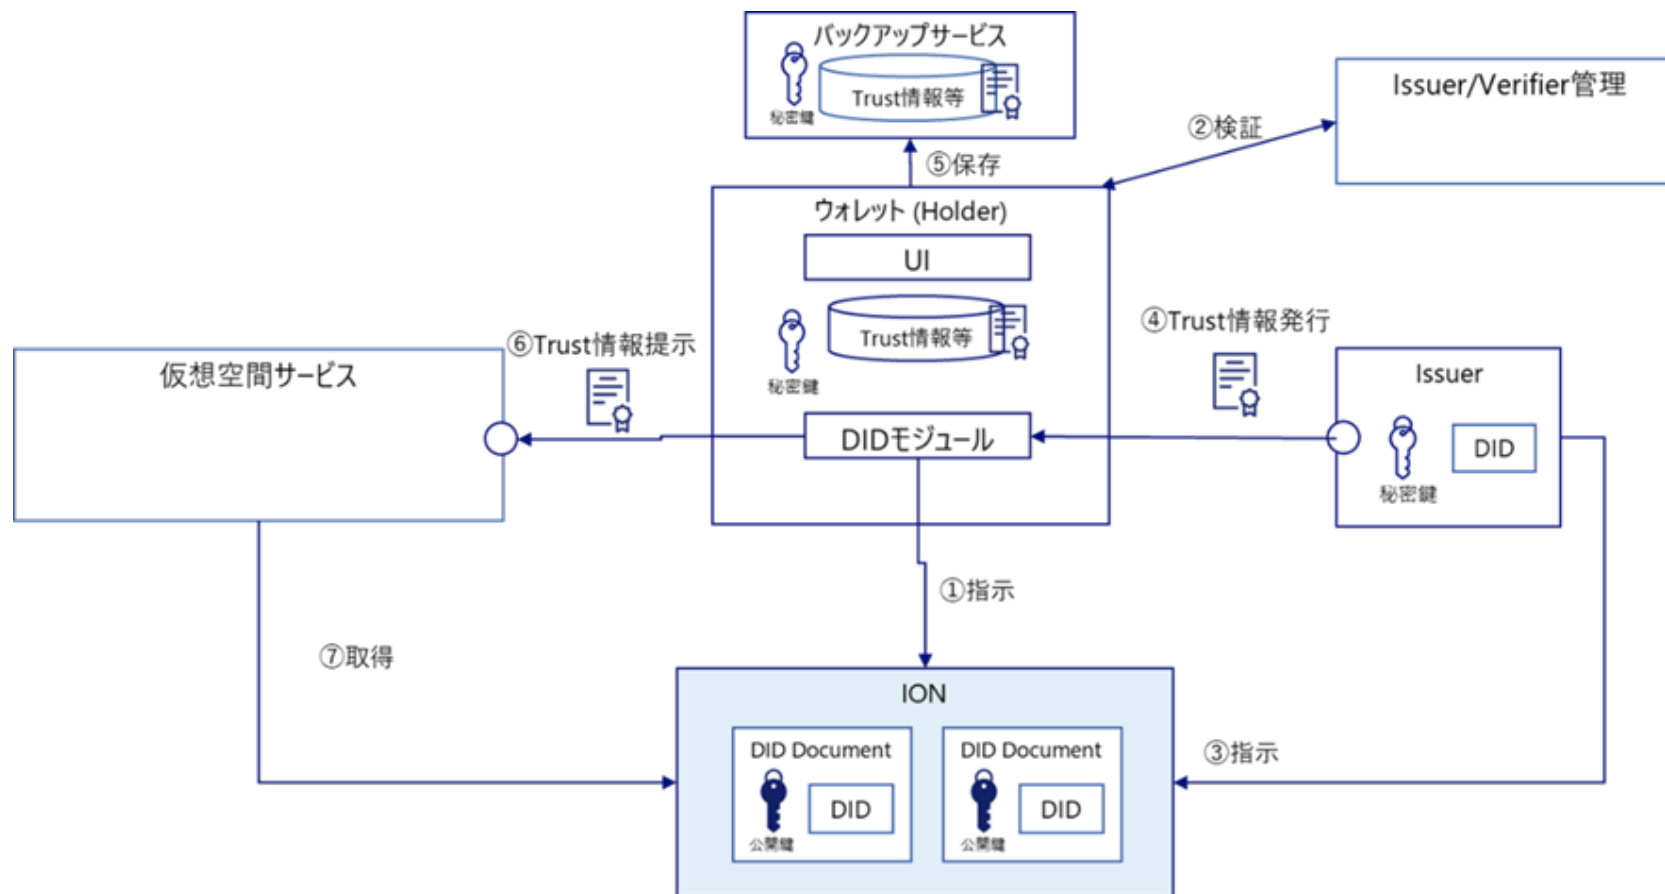 バックアップサービス
Trust情報等
秘密鍵
Issuer/Verifier管理
②検証
⑤保存
ウォレット (Holder)
UI
Trust情報等
秘密鍵
DIDモジュール
⑥Trust情報提示
仮想空間サービス
④Trust情報発行
Issuer
DID
秘密鍵
①指示
⑦取得
③指示
ION
DID Document
DID
公開鍵
DID Document
DID
公開鍵